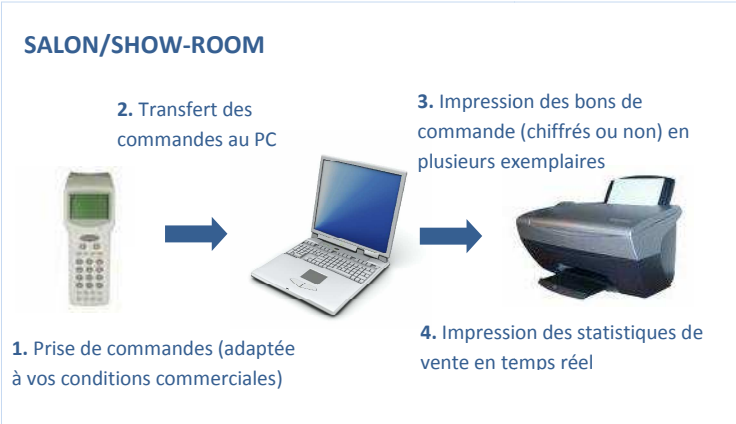 SALON/SHOW-ROOM
1. Prise de commandes (adaptée
à vos conditions commerciales)
2. Transfert des
commandes au PC
3. Impression des bons de
commande (chiffrés ou non) en
plusieurs exemplaires
4. Impression des statistiques de
vente en temps réel